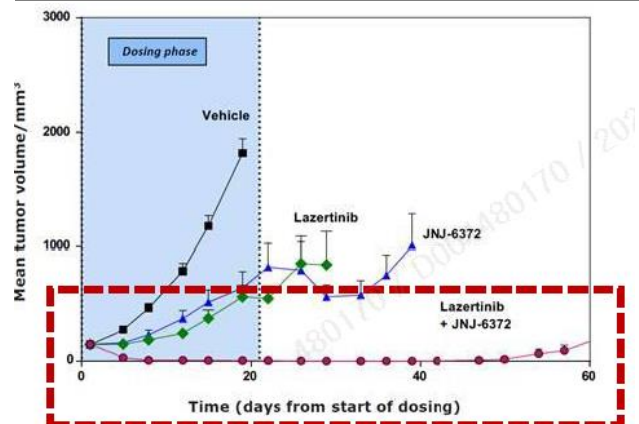 3000
Dosing phase
Vehicle
2000
Lazertinib
JNJ-6372
1000
Lazertinib
+ JNJ-6372
0
0 20 40 60
Mean tumor volume/mm³
Time (days from start of dosing)